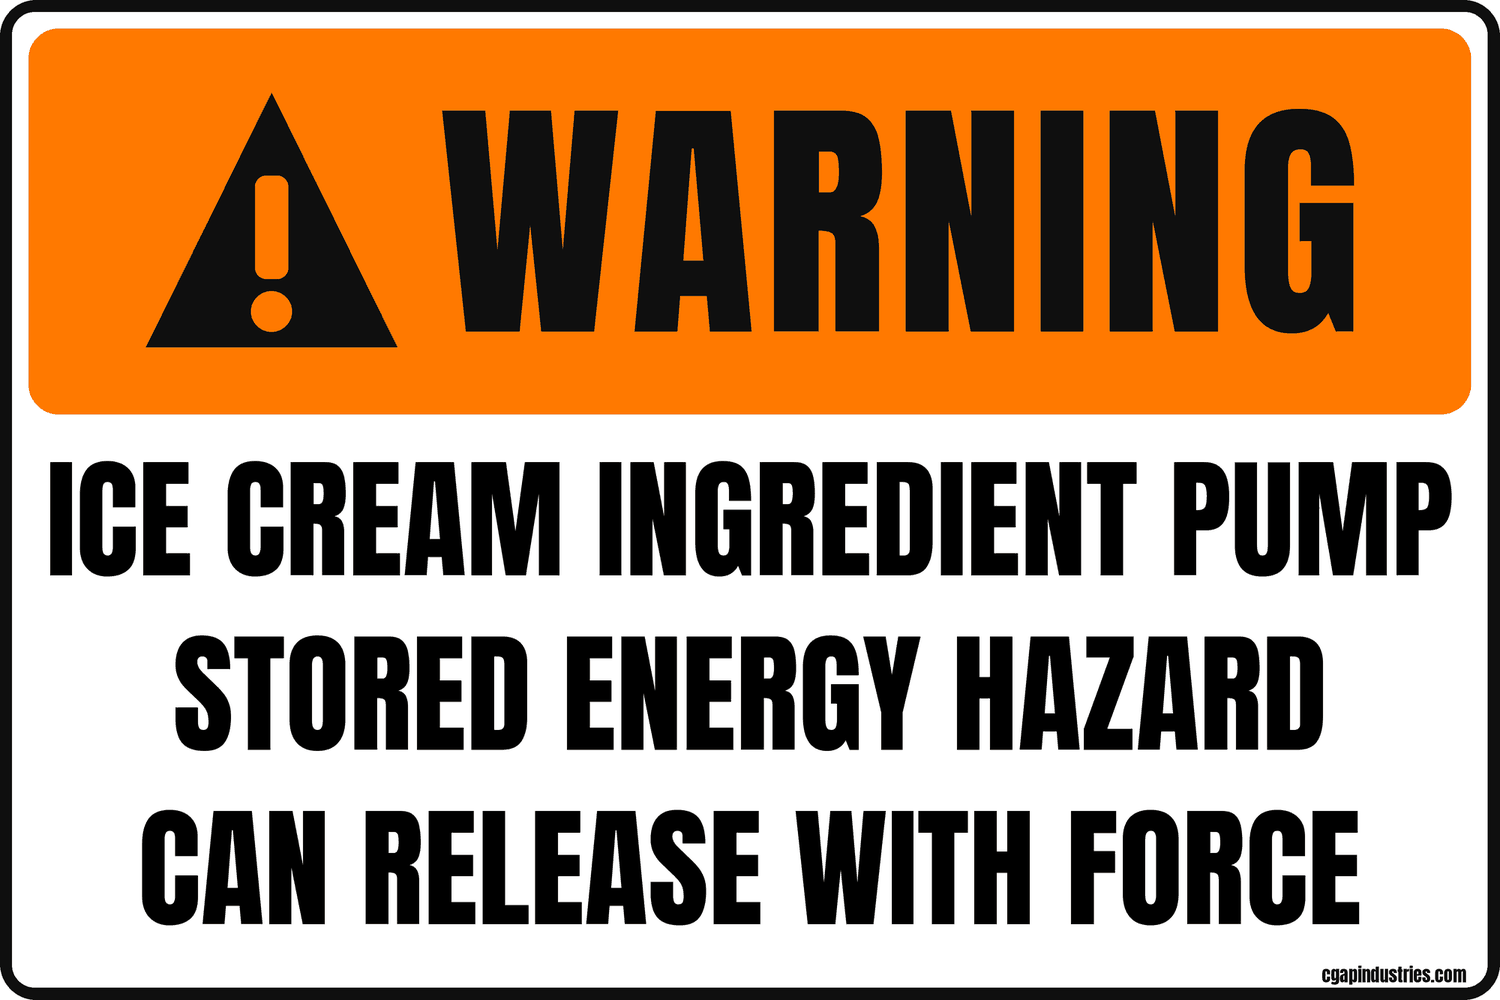 WARNING
ICE CREAM INGREDIENT PUMP
STORED ENERGY HAZARD
CAN RELEASE WITH FORCE
cgapindustries.com